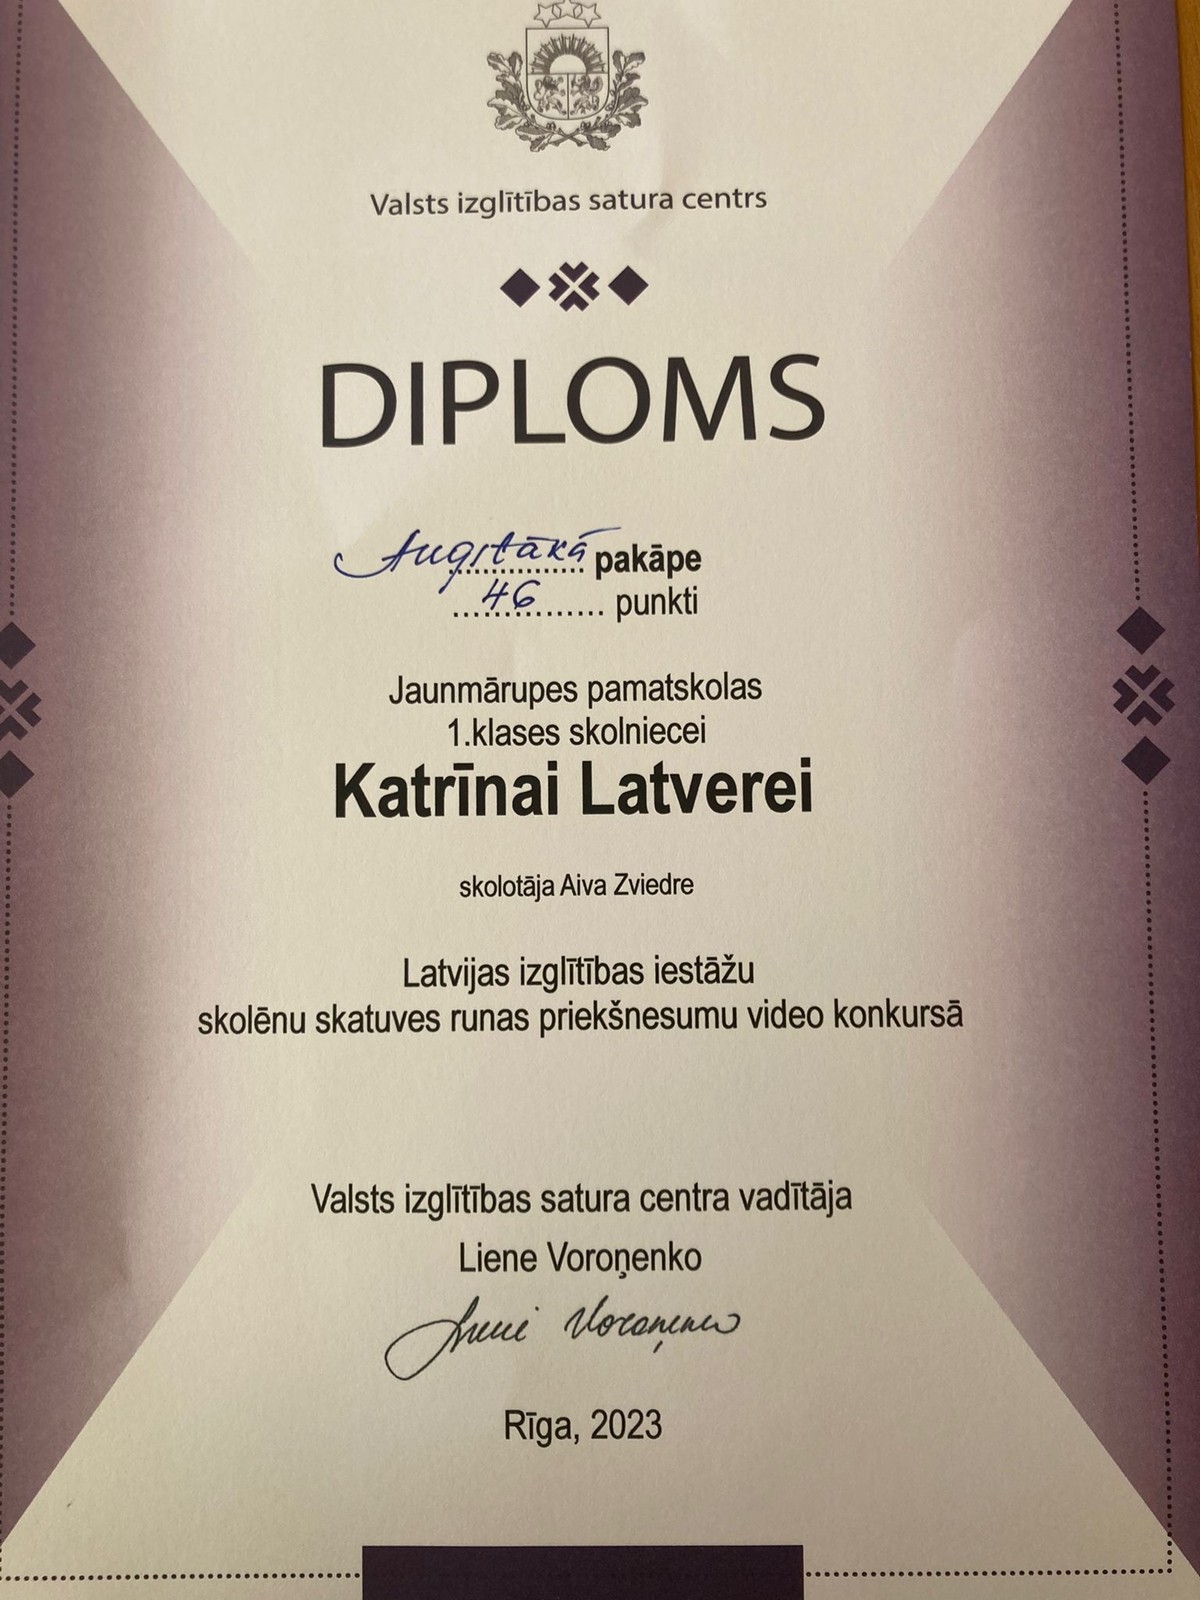 Valsts izglītības satura centrs
DIPLOMS
Augstākā pakāpe
46 punkti
Jaunmārupes pamatskolas
1.klases skolniecei
Katrīnai Latverei
skolotāja Aiva Zviedre
Latvijas izglītības iestāžu
skolēnu skatuves runas priekšnesumu video konkursā
Valsts izglītības satura centra vadītāja
Liene Voroņenko
Rīga, 2023